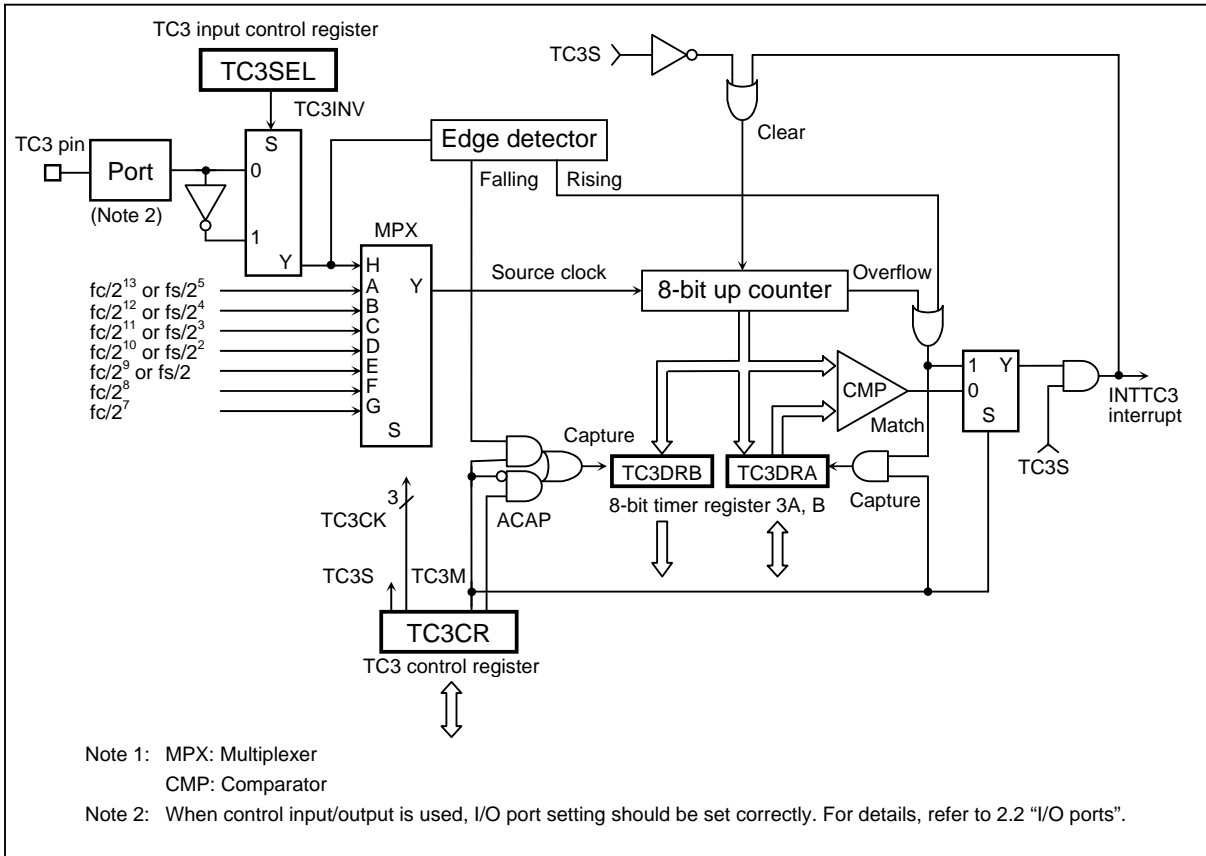 TC3 input control register
TC3SEL
TC3INV
TC3 pin
Port
(Note 2)
S
0
1
Y
Edge detector
Falling
Rising
TC3S
Clear
MPX
H
A
B
C
D
E
F
G
S
Y
fc/2^13 or fs/2^5
fc/2^12 or fs/2^4
fc/2^11 or fs/2^3
fc/2^10 or fs/2^2
fc/2^9 or fs/2
fc/2^8
fc/2^7
Source clock
8-bit up counter
Overflow
CMP
Match
1
0
Y
S
INTTC3
interrupt
TC3S
Capture
TC3DRB
TC3DRA
8-bit timer register 3A, B
Capture
ACAP
3
TC3CK
TC3S
TC3M
TC3CR
TC3 control register
Note 1: MPX: Multiplexer
CMP: Comparator
Note 2: When control input/output is used, I/O port setting should be set correctly. For details, refer to 2.2 “I/O ports”.